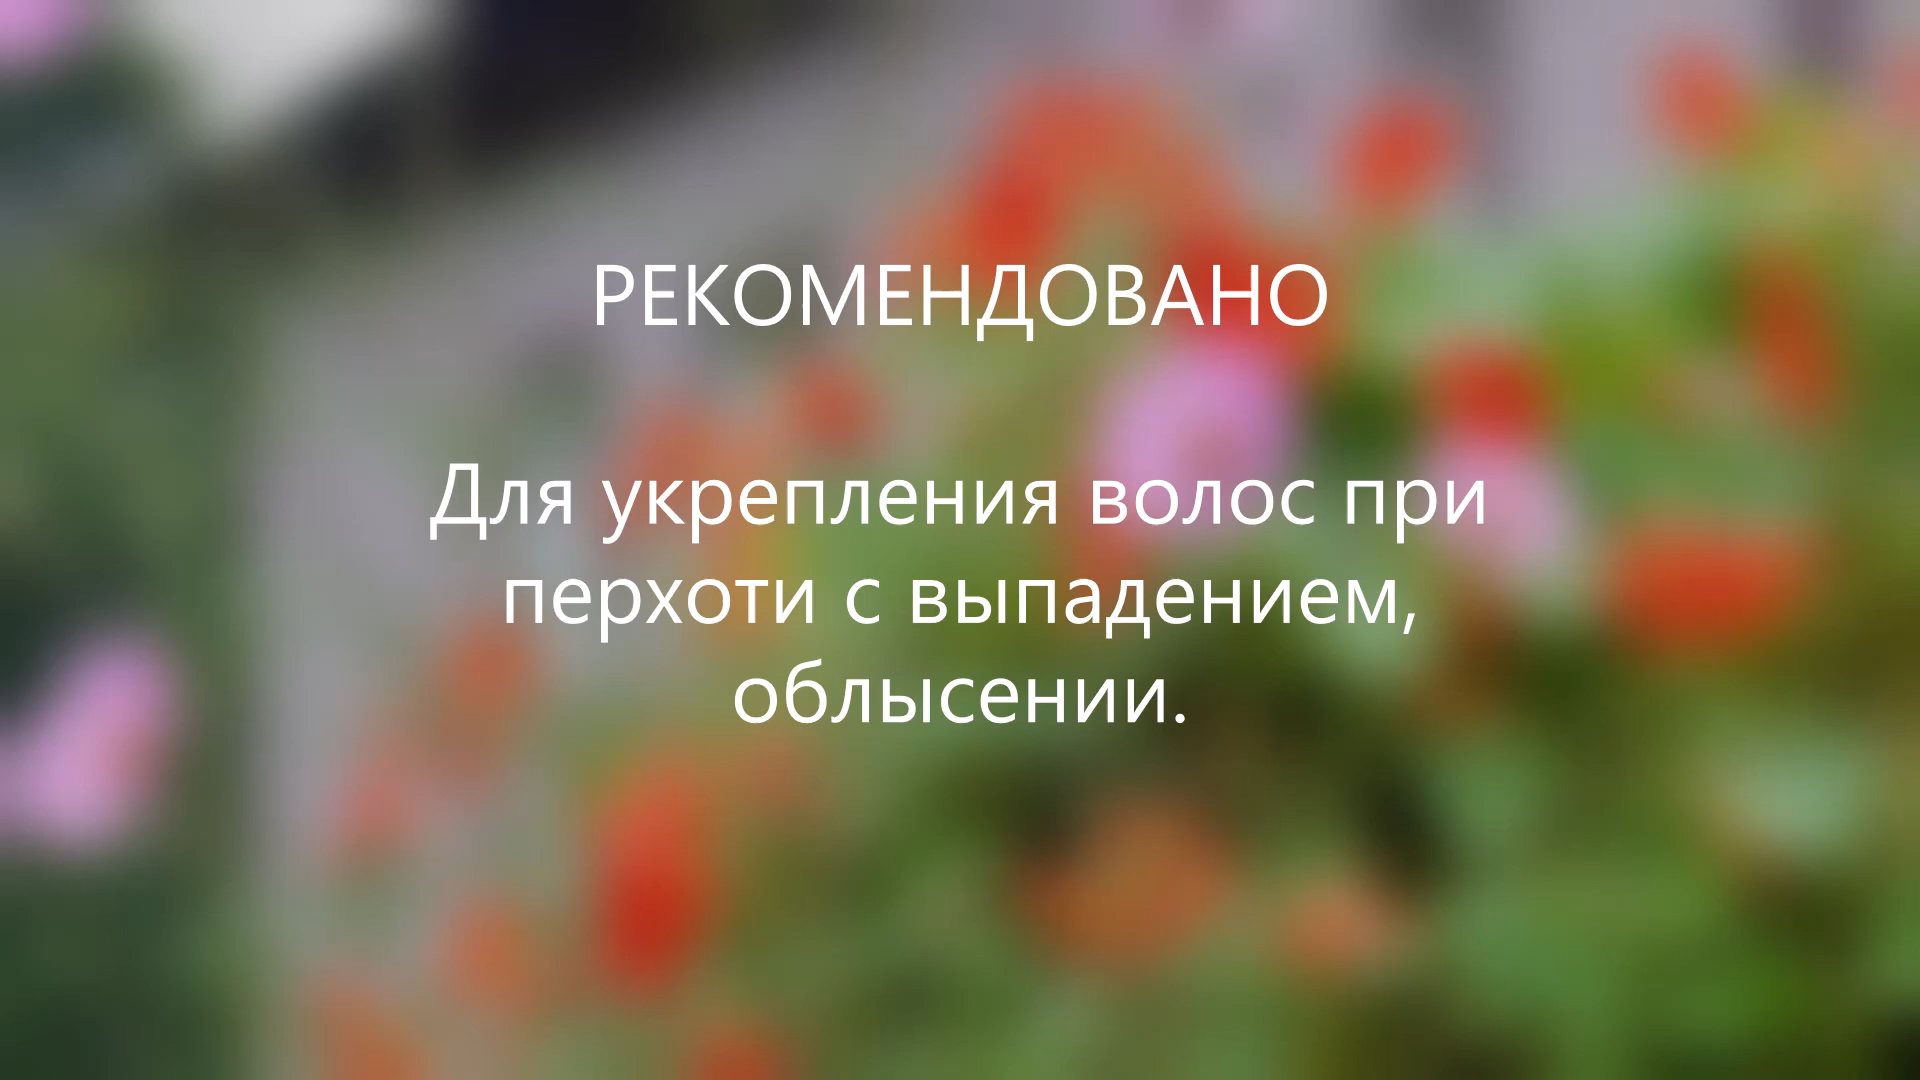 РЕКОМЕНДОВАНО
Для укрепления волос при
перхоти с выпадением,
облысении.